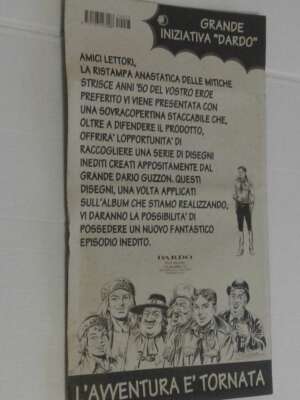 GRANDE
INIZIATIVA "DARDO"
AMICI LETTORI,
LA RISTAMPA ANASTATICA DELLE MITICHE
STRISCE ANNI '50 DEL VOSTRO EROE
PREFERITO VI VIENE PRESENTATA CON
UNA SOVRACOPERTINA STACCABILE CHE,
OLTRE A DIFENDERE IL PRODOTTO,
OFFRIRA' L'OPPORTUNITA' DI
RACCOGLIERE UNA SERIE DI DISEGNI
INEDITI CREATI APPOSITAMENTE DAL
GRANDE DARIO GUZZON. QUESTI
DISEGNI, UNA VOLTA APPLICATI
SULL'ALBUM CHE STIAMO REALIZZANDO,
VI DARANNO LA POSSIBILITA' DI
POSSEDERE UN NUOVO FANTASTICO
EPISODIO INEDITO.
DARDO
L'AVVENTURA E' TORNATA